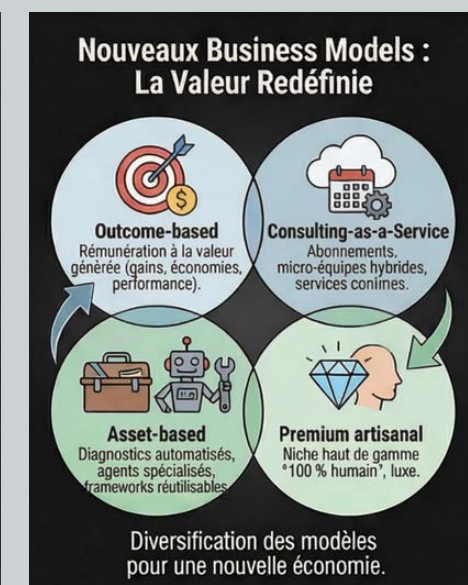 Nouveaux Business Models :
La Valeur Redéfinie
Outcome-based
Rémunération à la valeur
génèrée (gains, économies,
performance).
Consulting-as-a-Service
Abonnements,
micro-équipes hybrides,
services conimes.
Asset-based
Diagnostics automatisés,
agents spécialisés,
frameworks réutilisables
Premium artisanal
Niche haut de gamme
°100 % humain", luxe.
Diversification des modèles
pour une nouvelle économie.